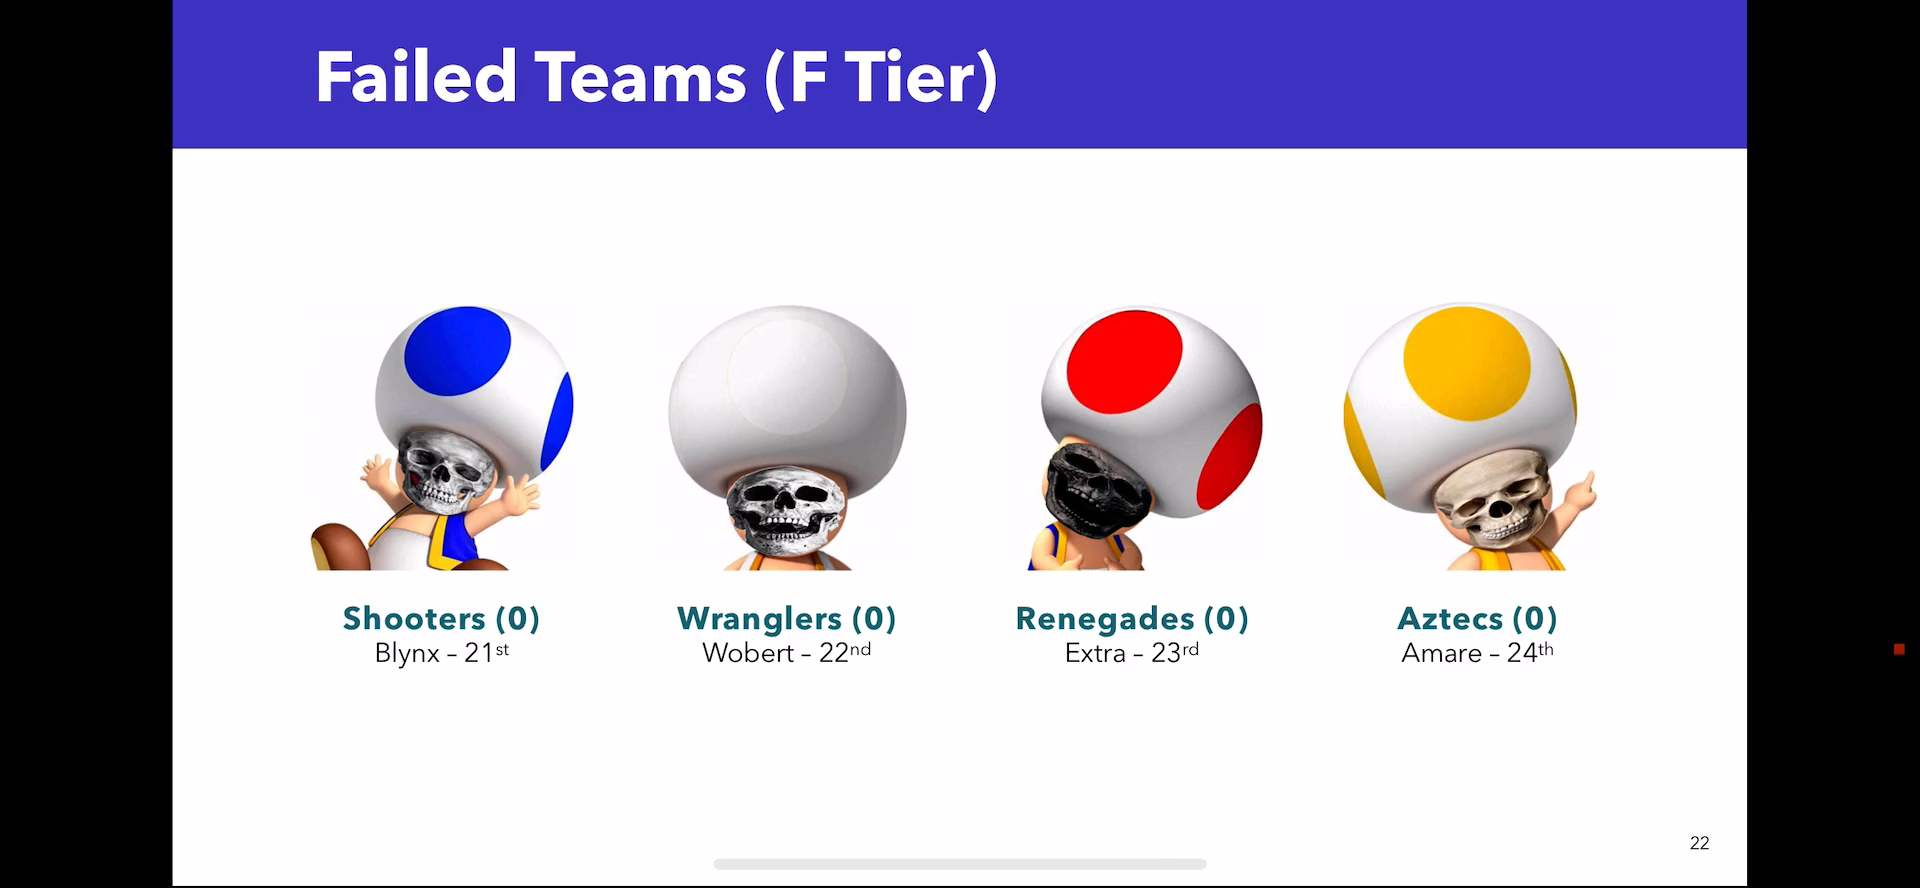 Failed Teams (F Tier)
Shooters (0)
Blynx – 21st
Wranglers (0)
Wobert – 22nd
Renegades (0)
Extra – 23rd
Aztecs (0)
Amare – 24th
22